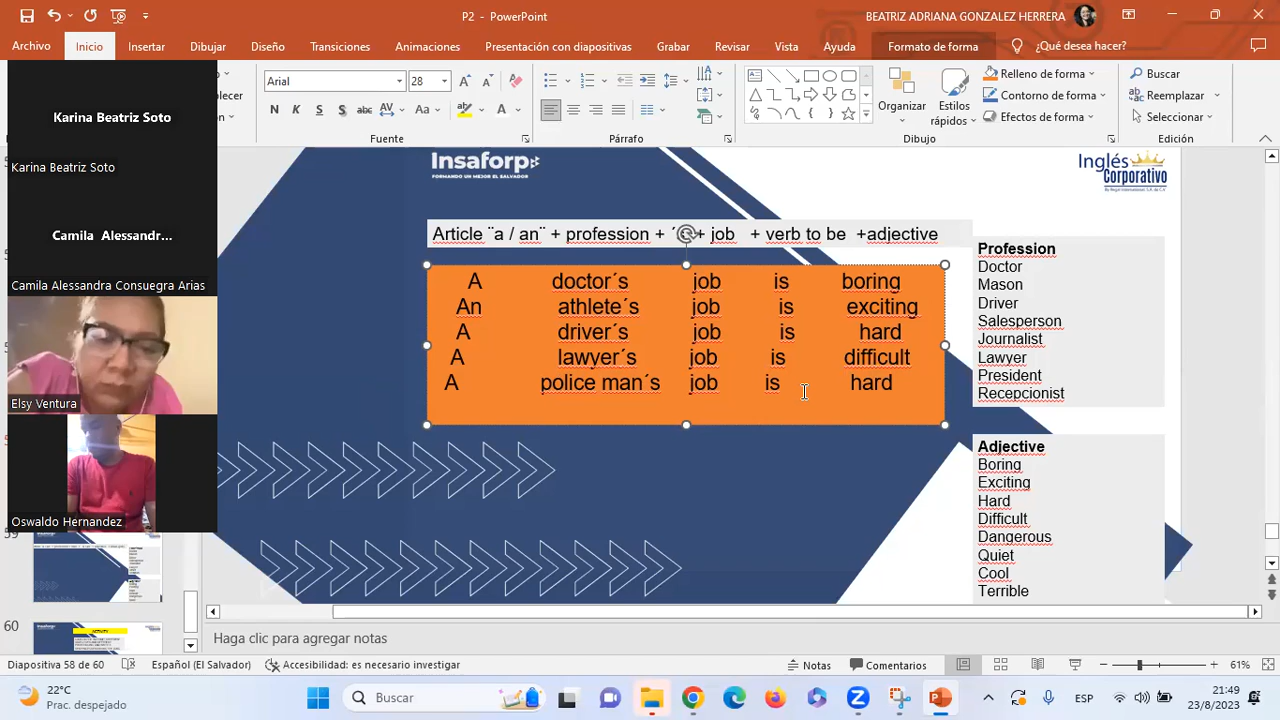 P2 - PowerPoint
BEATRIZ ADRIANA GONZALEZ HERRERA
Archivo Inicio Insertar Dibujar Diseño Transiciones Animaciones Presentación con diapositivas Grabar Revisar Vista Ayuda Formato de forma ¿Qué desea hacer?
Arial 28
N K S S abc AV Aa A
Fuente
Párrafo
Organizar
Estilos rápidos
Relleno de forma
Contorno de forma
Efectos de forma
Dibujo
Buscar
Reemplazar
Seleccionar
Edición
Karina Beatriz Soto
Karina Beatriz Soto
Camila Alessandr...
Camila Alessandra Consuegra Arias
Elsy Ventura
Oswaldo Hernandez
Insaforp
FORMANDO UN MEJOR EL SALVADOR
Inglés
Corporativo
Article ¨a / an¨ + profession + ´ + job + verb to be +adjective
A doctor´s job is boring
An athlete´s job is exciting
A driver´s job is hard
A lawyer´s job is difficult
A police man´s job is hard
Profession
Doctor
Mason
Driver
Salesperson
Journalist
Lawyer
President
Recepcionist
Adjective
Boring
Exciting
Hard
Difficult
Dangerous
Quiet
Cool
Terrible
59
60
Haga clic para agregar notas
Diapositiva 58 de 60 Español (El Salvador) Accesibilidad: es necesario investigar Notas Comentarios 61%
22°C
Prac. despejado
Buscar
ESP
21:49
23/8/2023